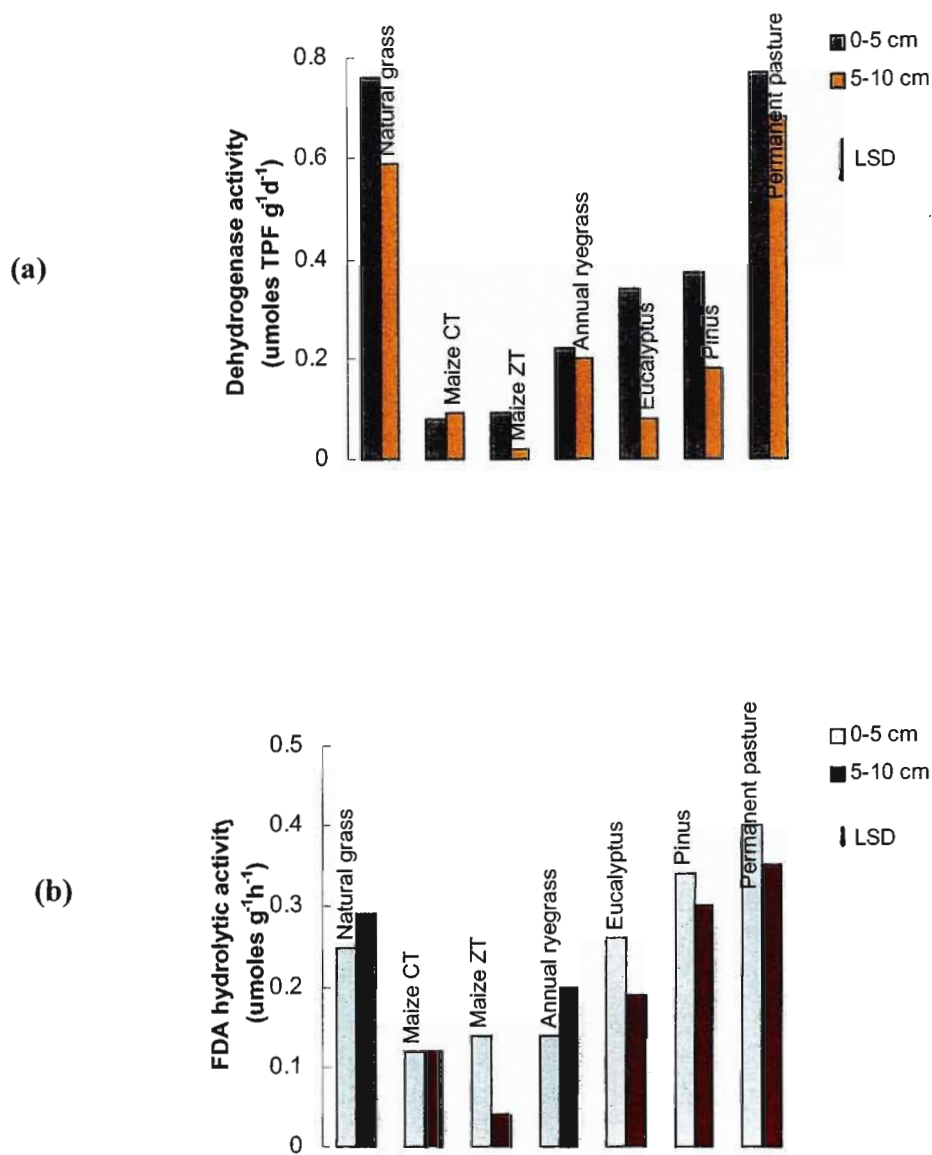 (a)
Dehydrogenase activity
(umoles TPF g⁻¹d⁻¹)
0.8
0.6
0.4
0.2
0
Natural grass
Maize CT
Maize ZT
Annual ryegrass
Eucalyptus
Pinus
Permanent pasture
0-5 cm
5-10 cm
LSD
(b)
FDA hydrolytic activity
(umoles g⁻¹h⁻¹)
0.5
0.4
0.3
0.2
0.1
0
Natural grass
Maize CT
Maize ZT
Annual ryegrass
Eucalyptus
Pinus
Permanent pasture
0-5 cm
5-10 cm
LSD